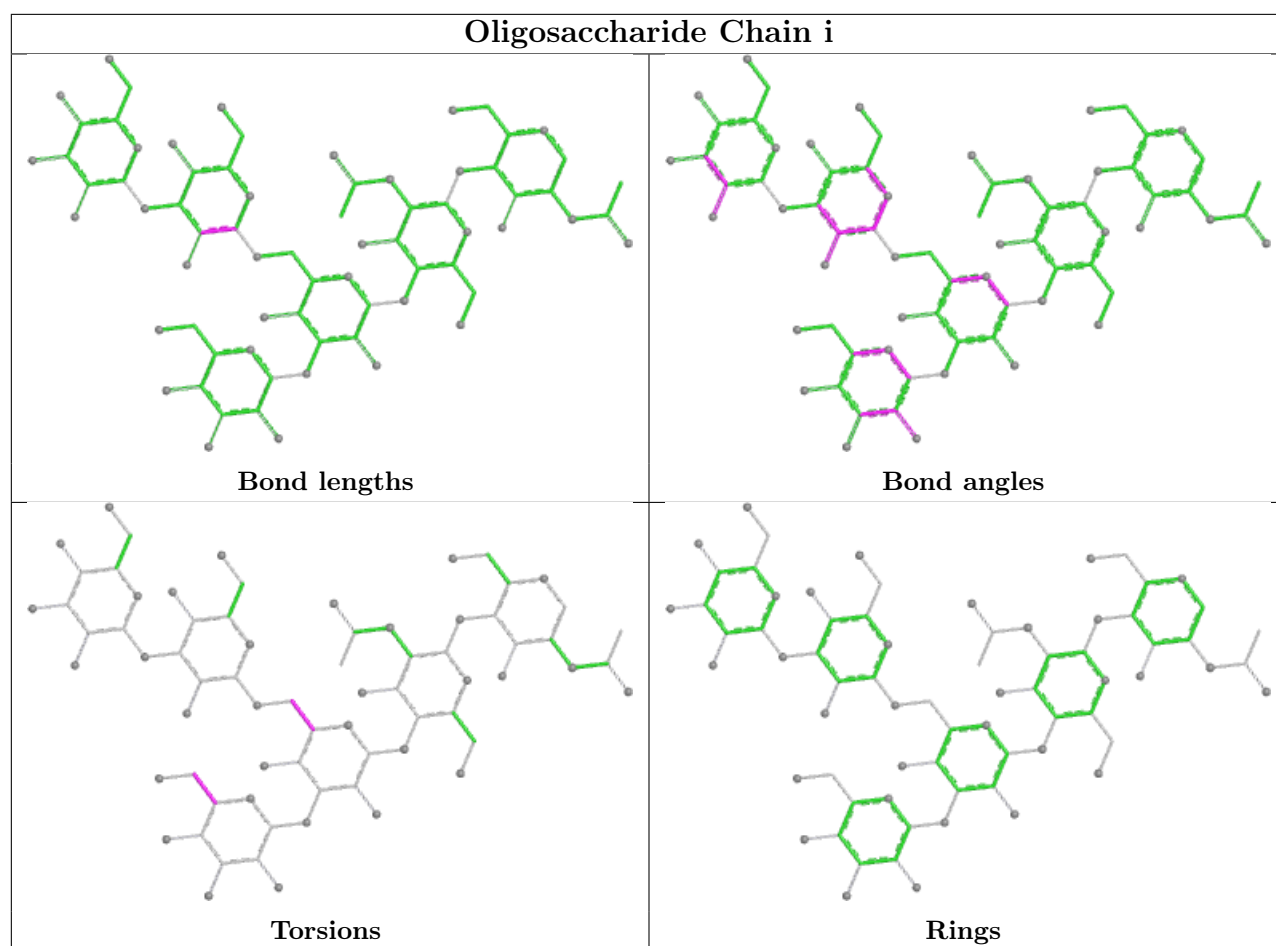 Oligosaccharide Chain i
Bond lengths
Bond angles
Torsions
Rings